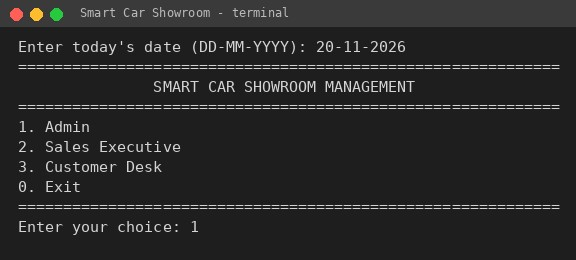 Smart Car Showroom - terminal
Enter today's date (DD-MM-YYYY): 20-11-2026
============================================================
SMART CAR SHOWROOM MANAGEMENT
============================================================
1. Admin
2. Sales Executive
3. Customer Desk
0. Exit
============================================================
Enter your choice: 1